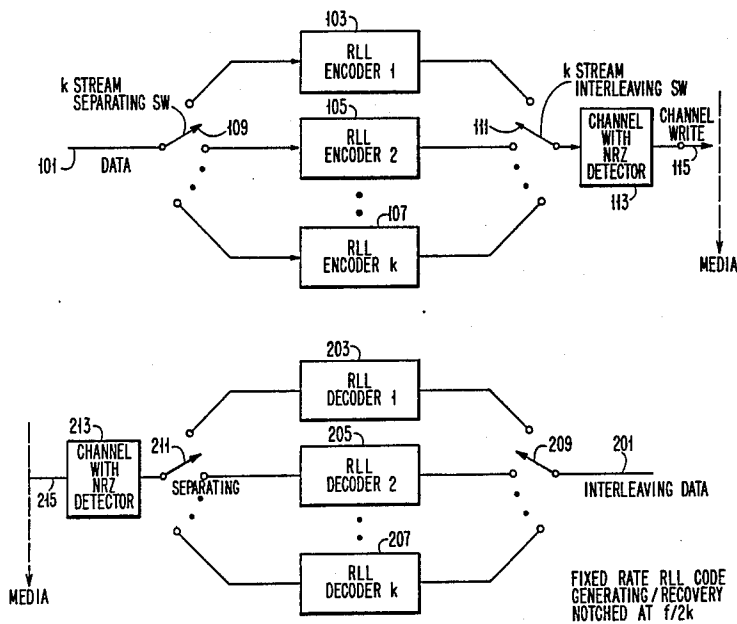 103
RLL
ENCODER 1
k STREAM
SEPARATING SW
k STREAM
INTERLEAVING SW
105
109
RLL
ENCODER 2
111
CHANNEL
WITH
NRZ
DETECTOR
CHANNEL
WRITE
101
DATA
115
113
107
RLL
ENCODER k
MEDIA
203
RLL
DECODER 1
213
CHANNEL
WITH
NRZ
DETECTOR
211
205
RLL
DECODER 2
209
201
215
SEPARATING
INTERLEAVING DATA
207
RLL
DECODER k
MEDIA
FIXED RATE RLL CODE
GENERATING/RECOVERY
NOTCHED AT f/2k